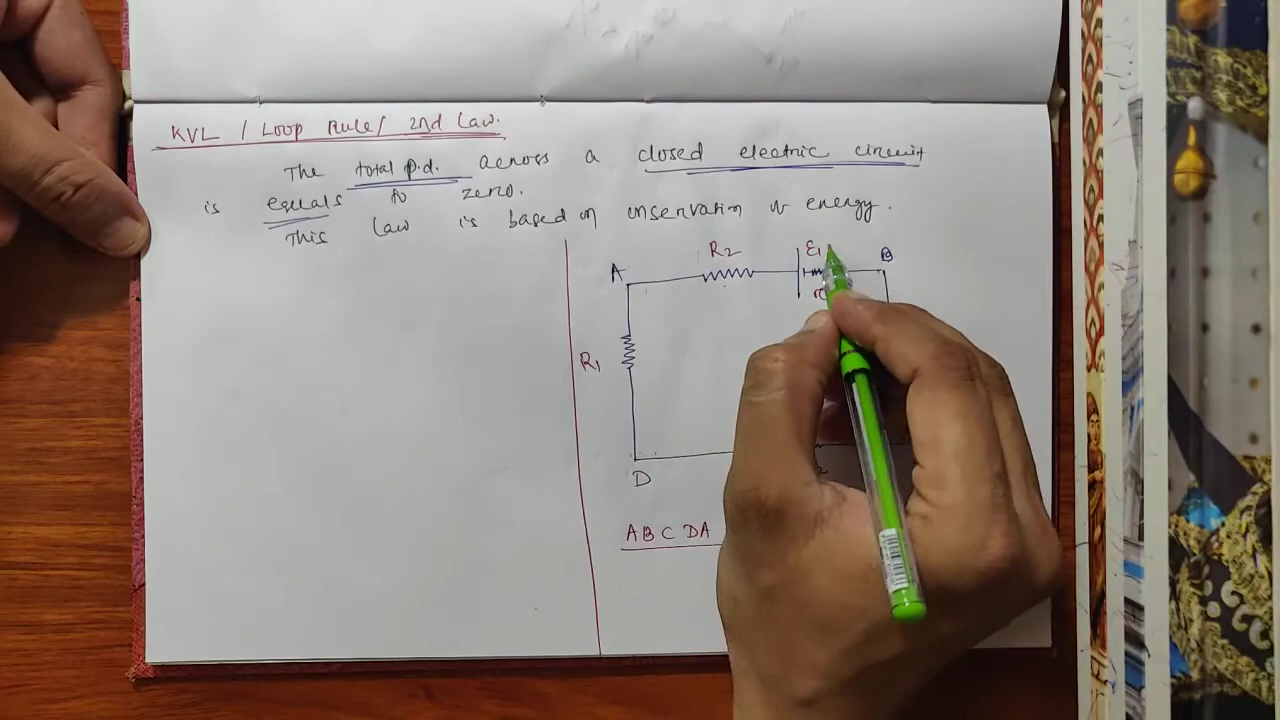 KVL / Loop Rule / 2nd Law.
The total p.d. across a closed electric circuit
is equals to zero.
This law is based on conservation of energy.
R2
E1
B
A
R1
D
2
ABCDA